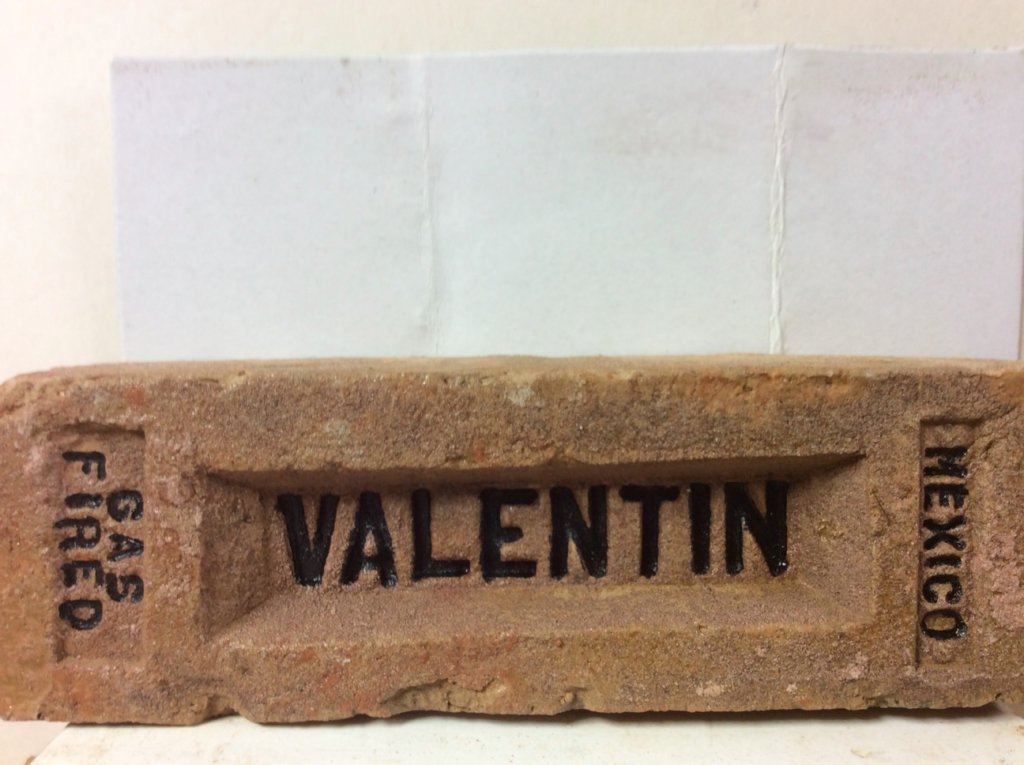 GAS
FIRED
VALENTIN
MEXICO